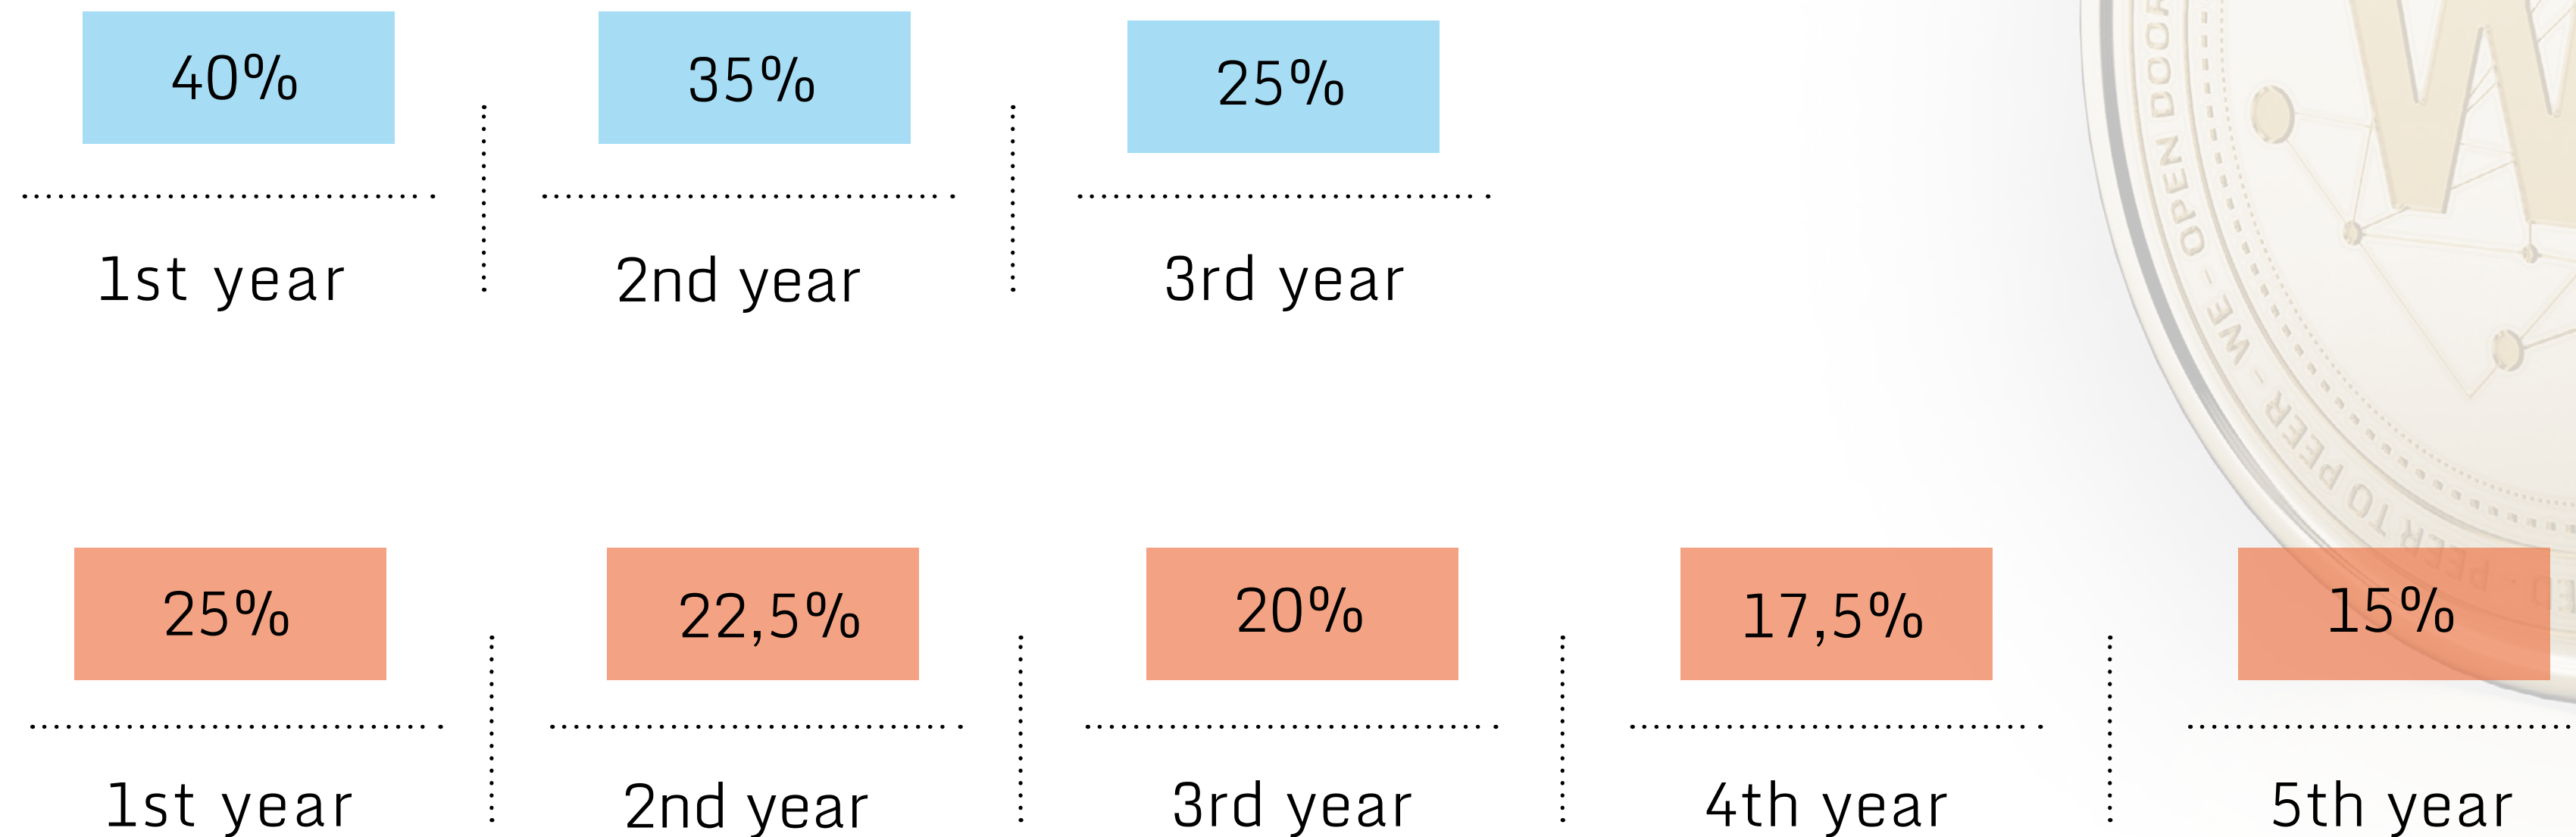 40% 35% 25%
1st year 2nd year 3rd year
25% 22,5% 20% 17,5% 15%
1st year 2nd year 3rd year 4th year 5th year
W
PEER TO PEER - WE - OPEN DOOR